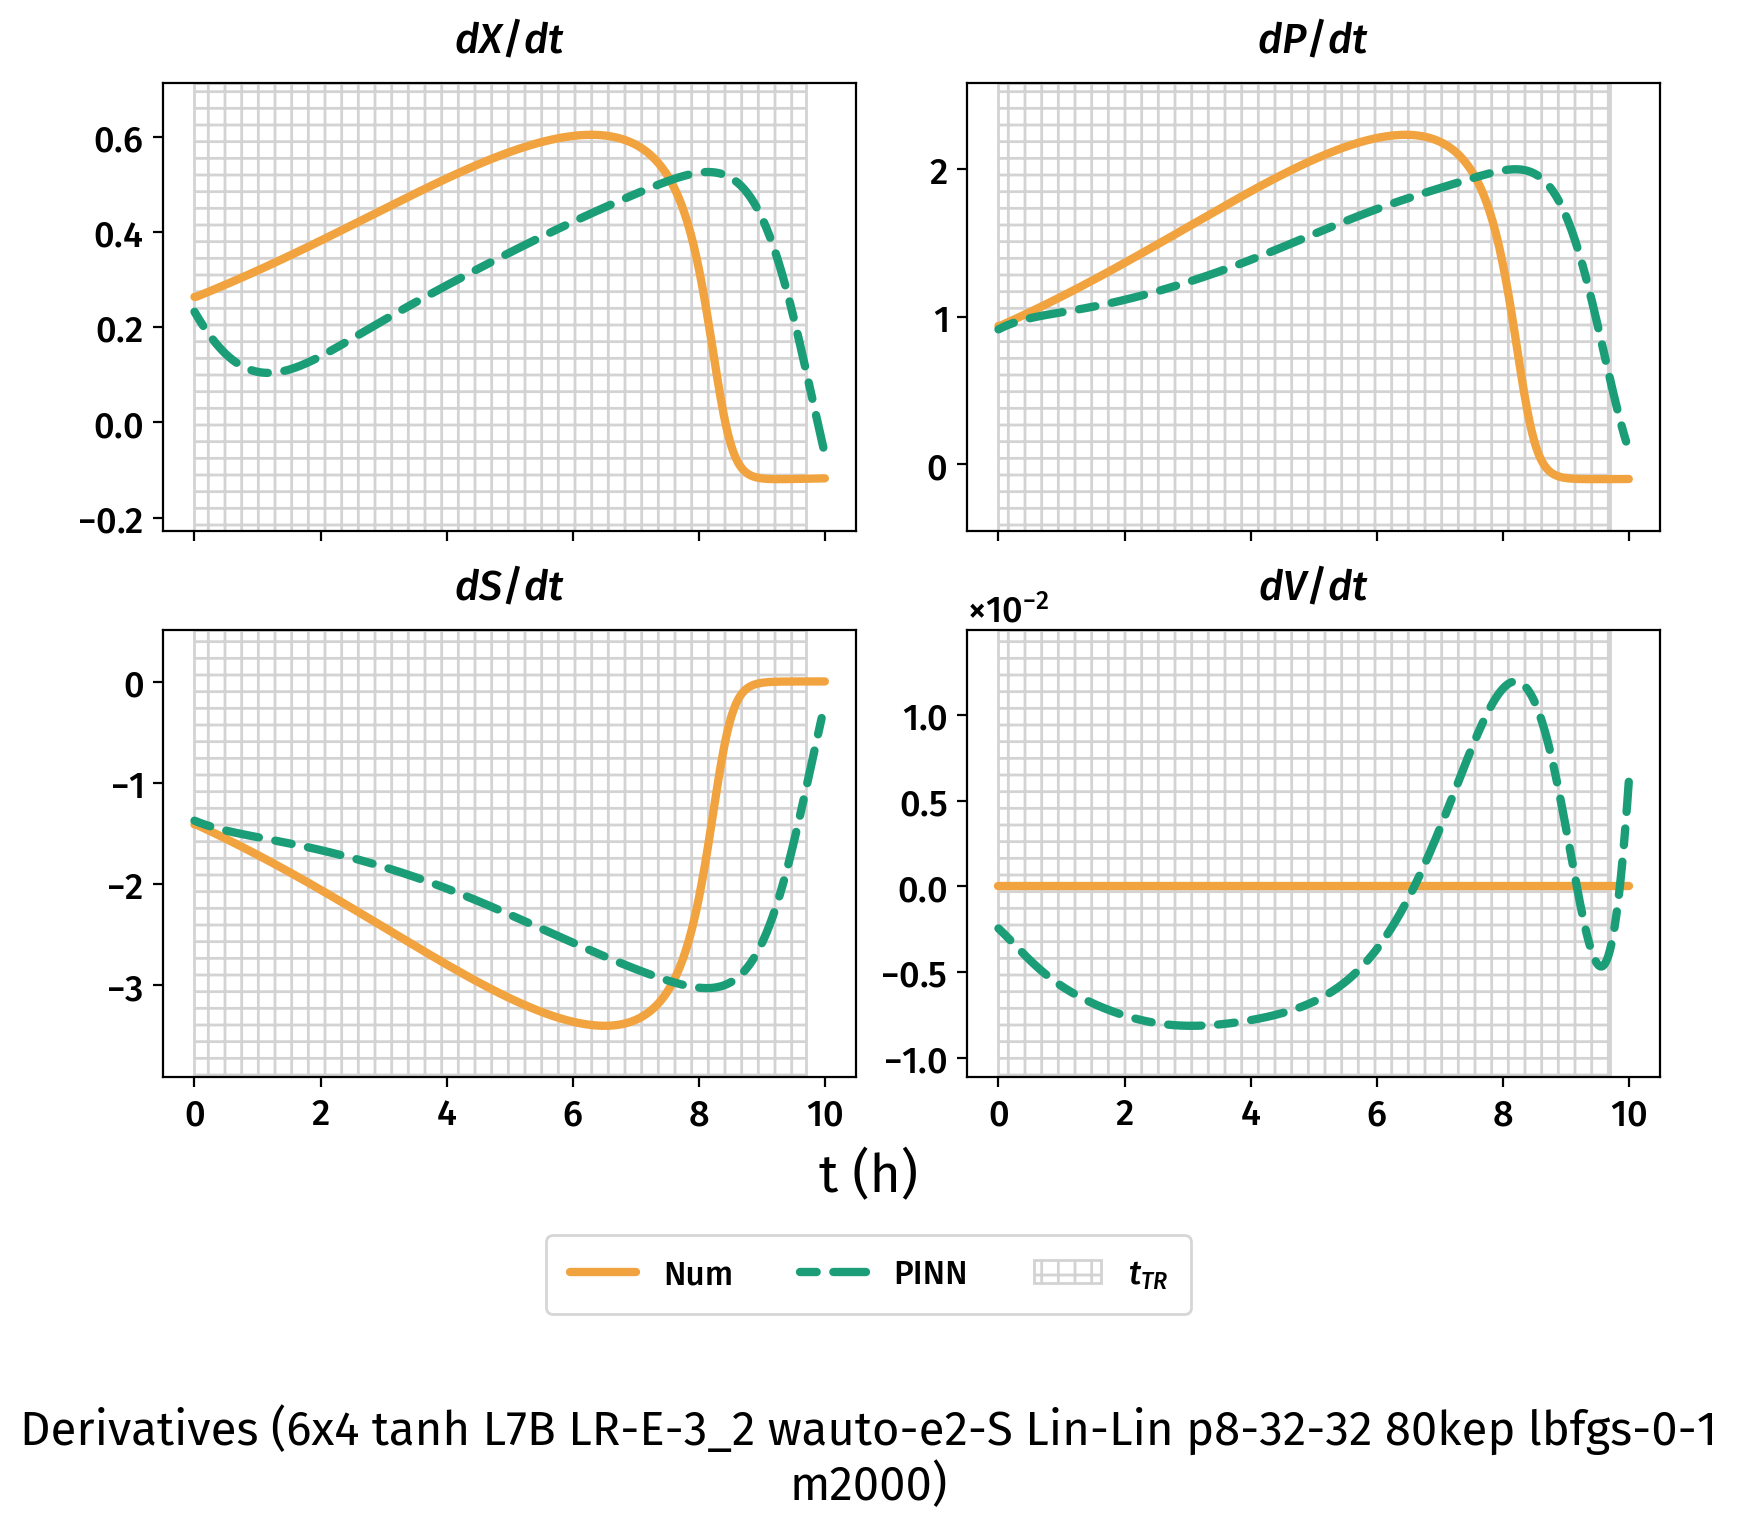 dX/dt
dP/dt
0.6
0.4
0.2
0.0
−0.2
2
1
0
dS/dt
dV/dt
×10⁻²
0
−1
−2
−3
1.0
0.5
0.0
−0.5
−1.0
0 2 4 6 8 10
0 2 4 6 8 10
t (h)
Num PINN t_TR
Derivatives (6x4 tanh L7B LR-E-3_2 wauto-e2-S Lin-Lin p8-32-32 80kep lbfgs-0-1
m2000)